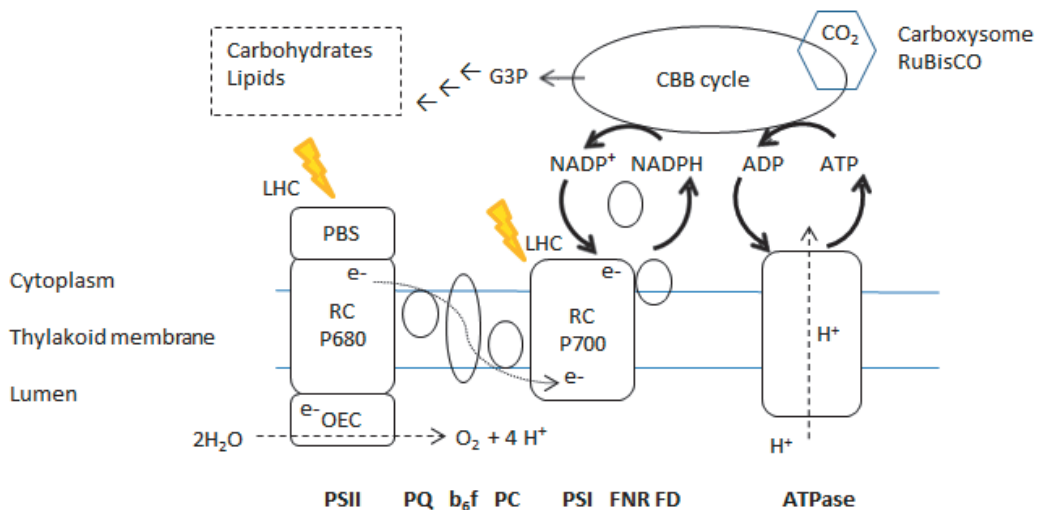 Carbohydrates
Lipids
G3P
CBB cycle
CO₂
Carboxysome
RuBisCO
NADP⁺
NADPH
ADP
ATP
LHC
PBS
LHC
e-
e-
Cytoplasm
RC
P680
RC
P700
Thylakoid membrane
H⁺
e-
Lumen
e-
OEC
2H₂O
O₂ + 4 H⁺
H⁺
PSII PQ b₆f PC PSI FNR FD ATPase